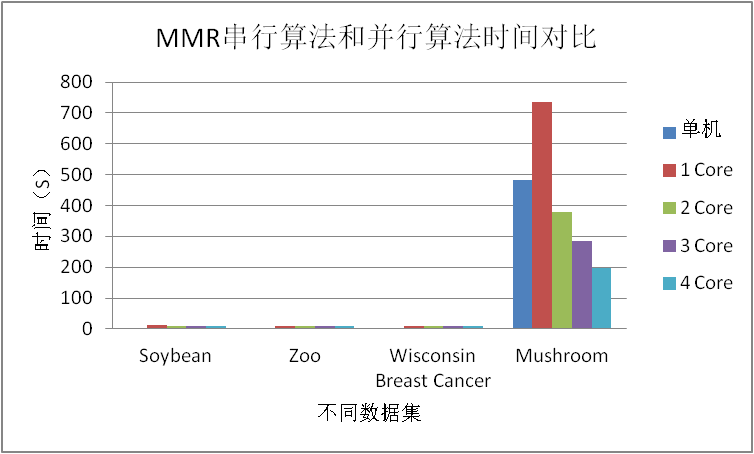 MMR串行算法和并行算法时间对比
800
700
600
500
400
300
200
100
0
时间（s）
Soybean
Zoo
Wisconsin
Breast Cancer
Mushroom
不同数据集
单机
1 Core
2 Core
3 Core
4 Core